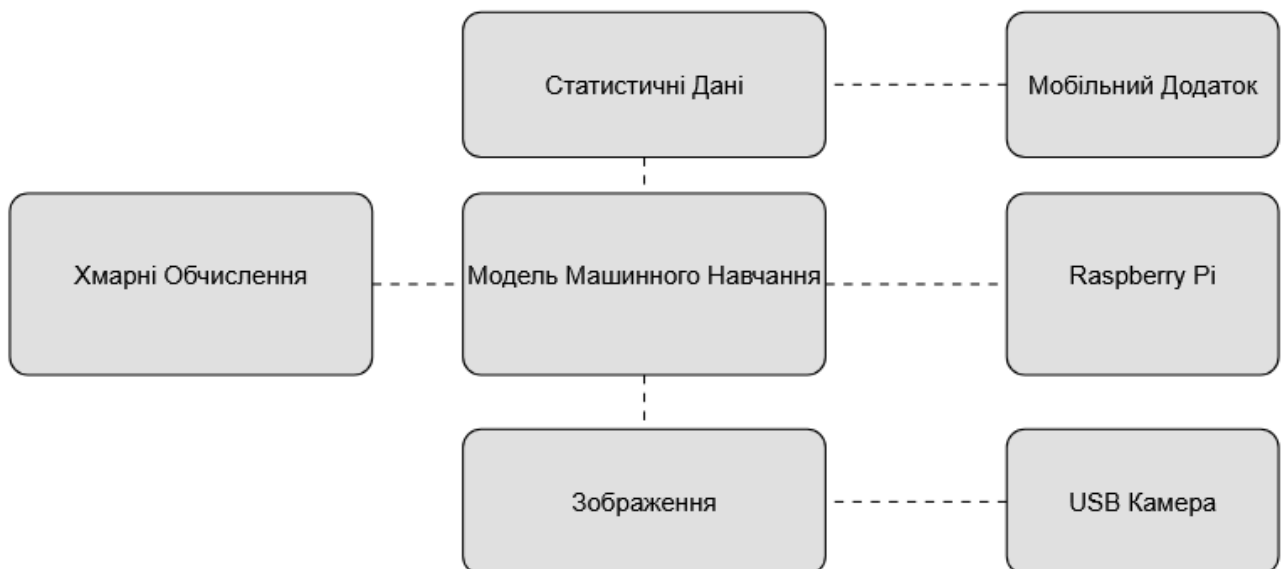 Статистичні Дані
Мобільний Додаток
Хмарні Обчислення
Модель Машинного Навчання
Raspberry Pi
Зображення
USB Камера